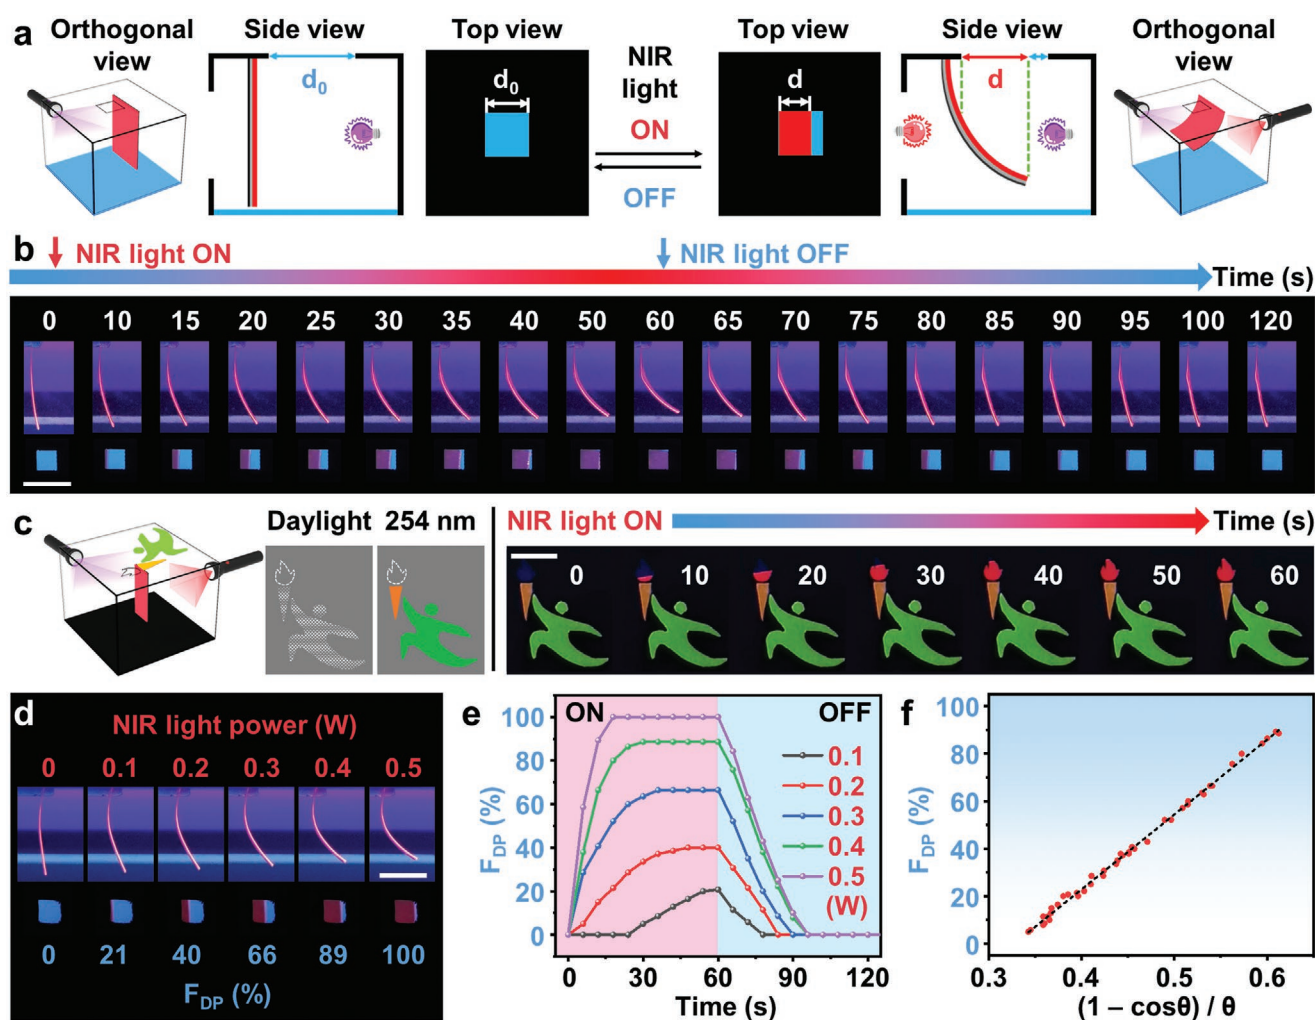 a
Orthogonal view
Side view
d0
Top view
d0
NIR light
ON
OFF
Top view
d
Side view
d
Orthogonal view
b
NIR light ON
NIR light OFF
Time (s)
0 10 15 20 25 30 35 40 50 60 65 70 75 80 85 90 95 100 120
c
Daylight 254 nm
NIR light ON
Time (s)
0 10 20 30 40 50 60
d
NIR light power (W)
0 0.1 0.2 0.3 0.4 0.5
0 21 40 66 89 100
FDP (%)
e
ON
OFF
100
80
60
40
20
0
FDP (%)
0.1
0.2
0.3
0.4
0.5
(W)
0 30 60 90 120
Time (s)
f
100
80
60
40
20
0
FDP (%)
0.3 0.4 0.5 0.6
(1 – cosθ) / θ